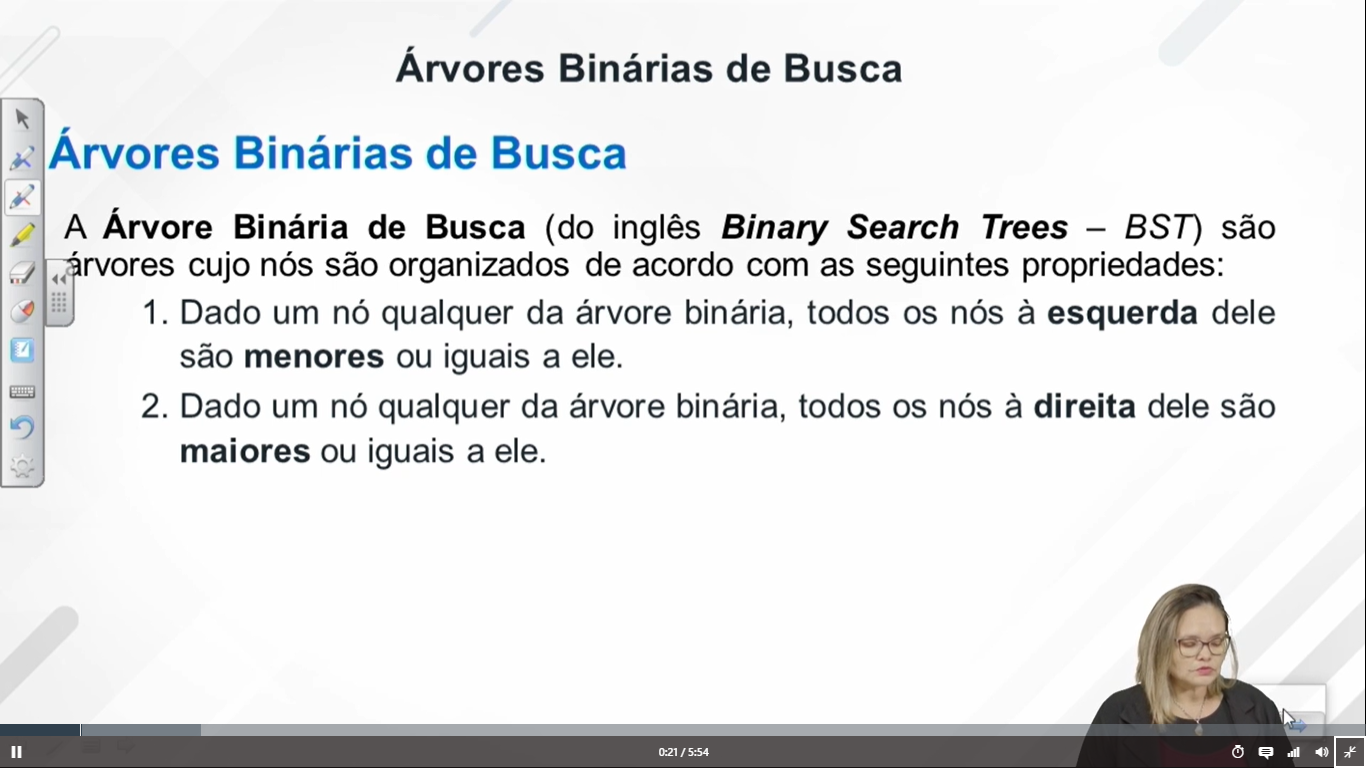 Árvores Binárias de Busca
Árvores Binárias de Busca
A Árvore Binária de Busca (do inglês Binary Search Trees – BST) são
árvores cujo nós são organizados de acordo com as seguintes propriedades:
1. Dado um nó qualquer da árvore binária, todos os nós à esquerda dele
são menores ou iguais a ele.
2. Dado um nó qualquer da árvore binária, todos os nós à direita dele são
maiores ou iguais a ele.
0:21 / 5:54